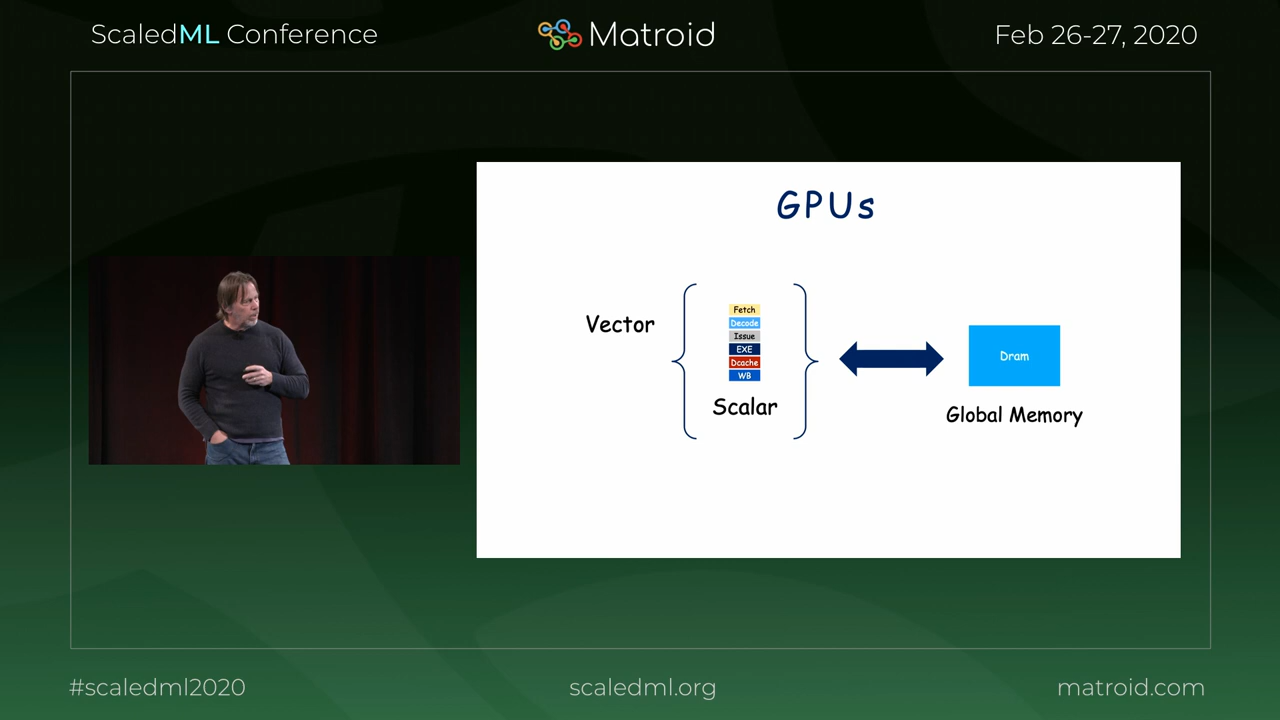 ScaledML Conference
Matroid
Feb 26-27, 2020
GPUs
Vector
Fetch
Decode
Issue
EXE
Dcache
WB
Scalar
Dram
Global Memory
#scaledml2020
scaledml.org
matroid.com